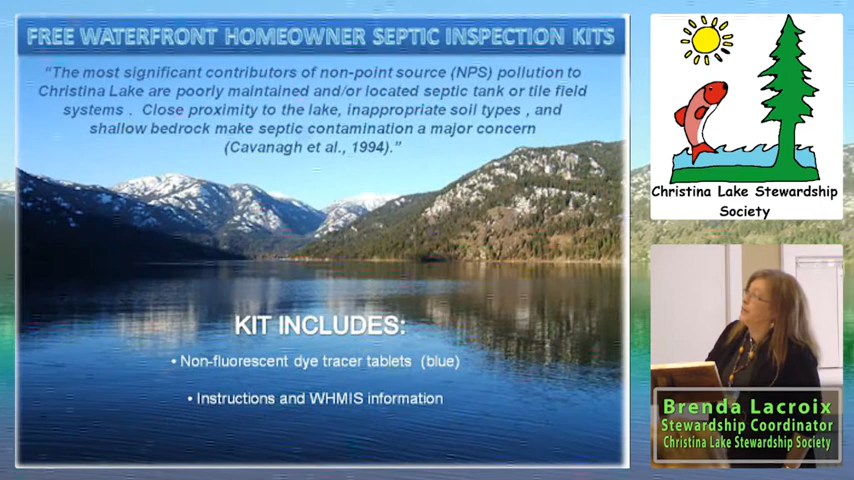 FREE WATERFRONT HOMEOWNER SEPTIC INSPECTION KITS
“The most significant contributors of non-point source (NPS) pollution to
Christina Lake are poorly maintained and/or located septic tank or tile field
systems . Close proximity to the lake, inappropriate soil types , and
shallow bedrock make septic contamination a major concern
(Cavanagh et al., 1994).”
KIT INCLUDES:
• Non-fluorescent dye tracer tablets (blue)
• Instructions and WHMIS information
Christina Lake Stewardship
Society
Brenda Lacroix
Stewardship Coordinator
Christina Lake Stewardship Society